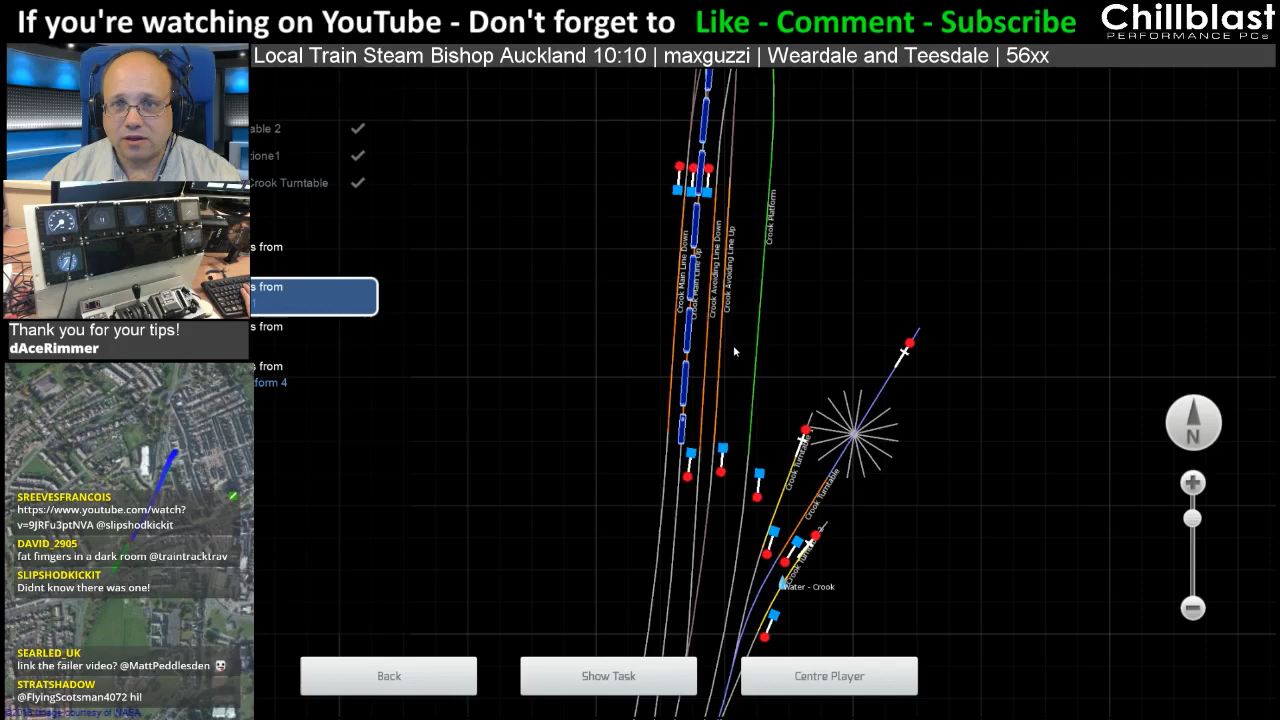 If you're watching on YouTube - Don't forget to Like - Comment - Subscribe
Chillblast
PERFORMANCE PCs
Local Train Steam Bishop Auckland 10:10 | maxguzzi | Weardale and Teesdale | 56xx
able 2
ione1
Crook Turntable
s from
s from
1
s from
s from
form 4
Thank you for your tips!
dAceRimmer
SREEVESFRANCOIS
https://www.youtube.com/watch?
v=9JRFu3ptNVA @slipshodkickit
DAVID_2905
fat fimgers in a dark room @traintracktrav
SLIPSHODKICKIT
Didnt know there was one!
SEARLED_UK
link the failer video? @MattPeddlesden
STRATSHADOW
@FlyingScotsman4072 hi!
Crook Main Line Down
Crook Main Line Up
Crook Avoiding Line Down
Crook Avoiding Line Up
Crook Platform
Crook Turntable
Crook Turntable
Water - Crook
N
Back
Show Task
Centre Player